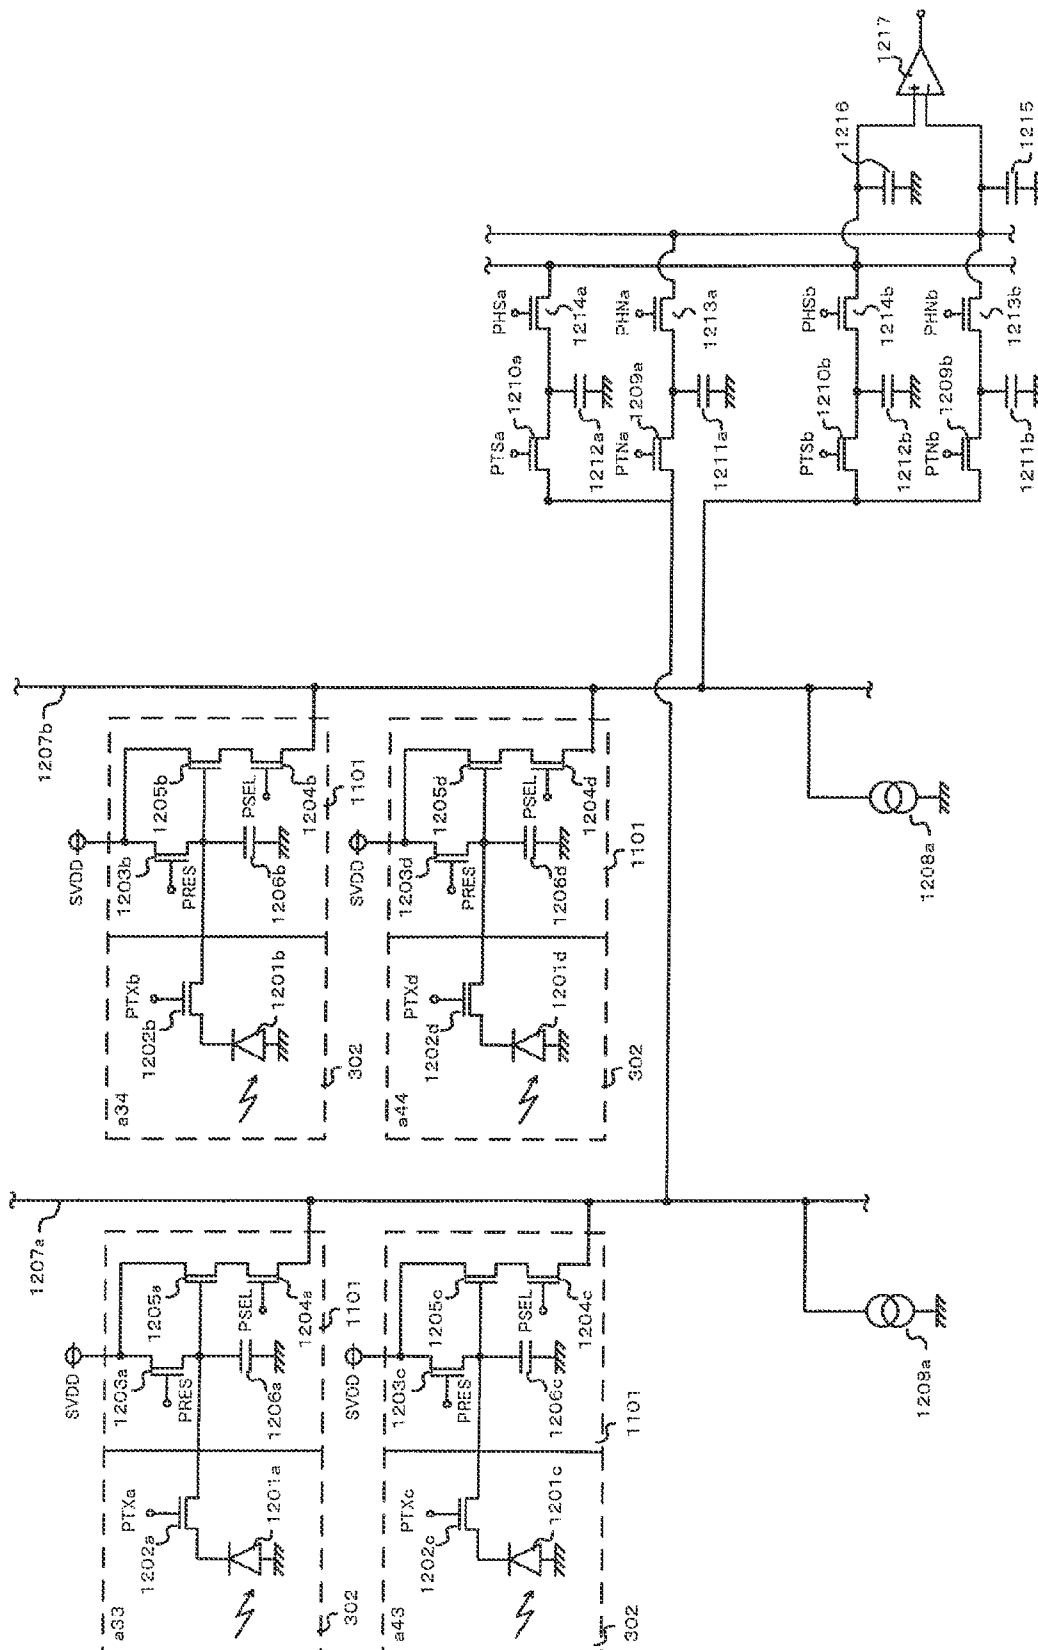 1217
1216
1215
PHSa
1214a
PHNa
1213a
PHSb
1214b
PHNb
1213b
PTSa
1210a
1212a
PTNa
1209a
1211a
PTSb
1210b
1212b
PTNb
1209b
1211b
1207b
SVDD
1203b
PRES
1205b
1206b
PSEL
1204b
1101
PTXb
1202b
1201b
302
a34
SVDD
1203d
PRES
1205d
1206d
PSEL
1204d
1101
PTXd
1202d
1201d
302
a44
1208a
1207a
SVDD
1203a
PRES
1205a
1206a
PSEL
1204a
1101
PTXa
1202a
1201a
302
a33
SVDD
1203c
PRES
1205c
1206c
PSEL
1204c
1101
PTXc
1202c
1201c
302
a43
1208a